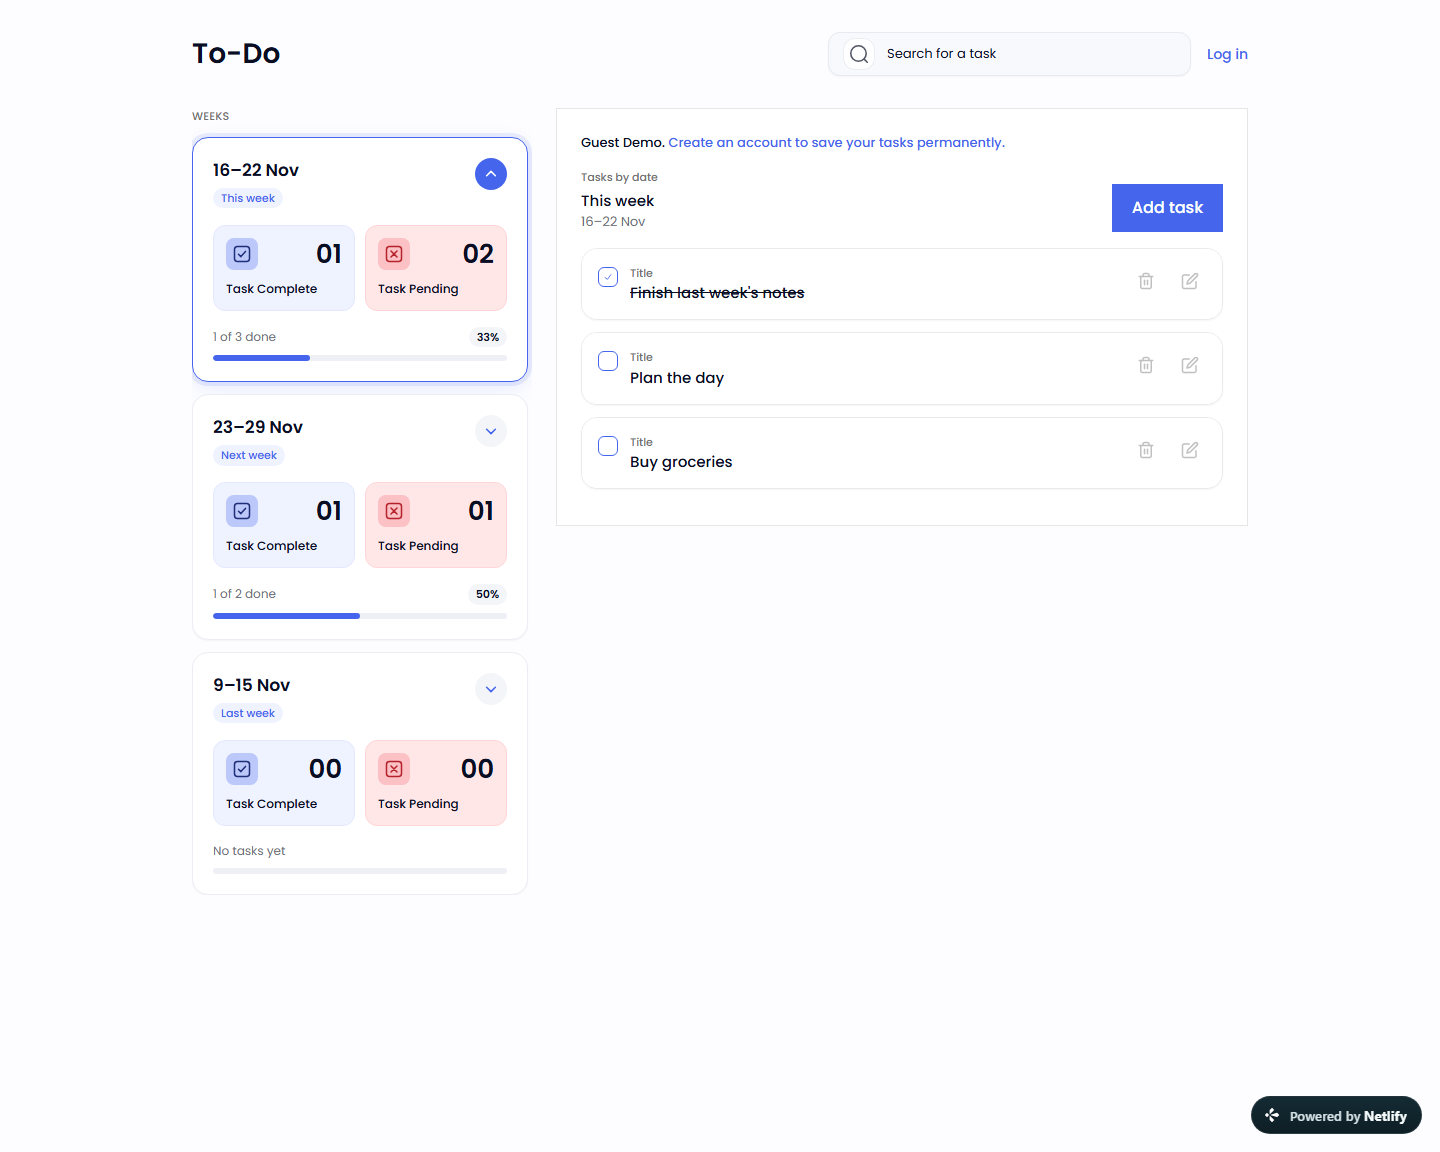 To-Do
Search for a task
Log in
WEEKS
16–22 Nov
This week
01
Task Complete
02
Task Pending
1 of 3 done
33%
23–29 Nov
Next week
01
Task Complete
01
Task Pending
1 of 2 done
50%
9–15 Nov
Last week
00
Task Complete
00
Task Pending
No tasks yet
Guest Demo. Create an account to save your tasks permanently.
Tasks by date
This week
16–22 Nov
Add task
Title
Finish last week's notes
Title
Plan the day
Title
Buy groceries
Powered by Netlify